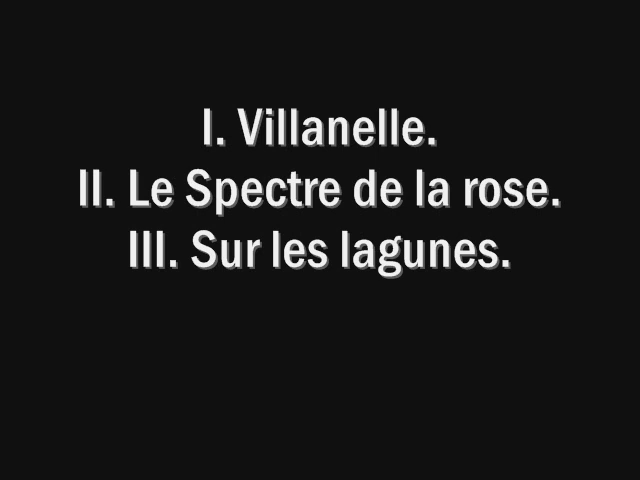 I. Villanelle.
II. Le Spectre de la rose.
III. Sur les lagunes.